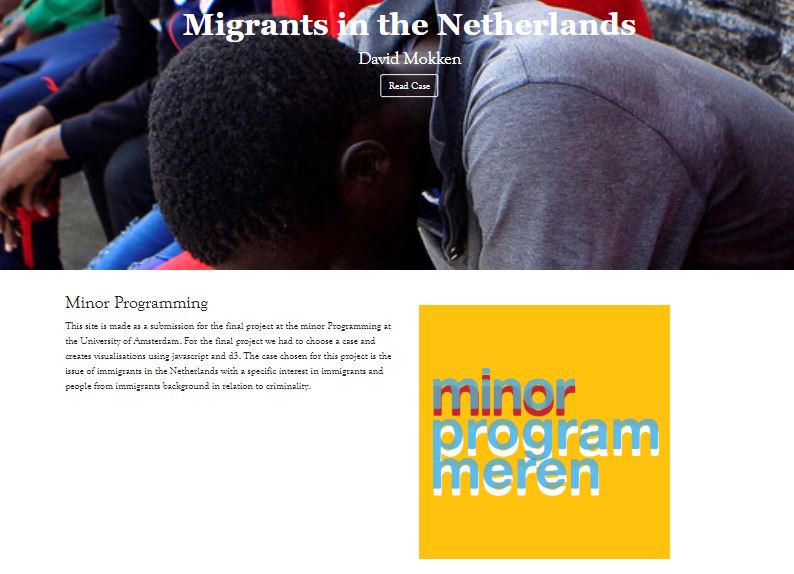 Migrants in the Netherlands
David Mokken
Read Case
Minor Programming
This site is made as a submission for the final project at the minor Programming at
the University of Amsterdam. For the final project we had to choose a case and
creates visualisations using javascript and d3. The case chosen for this project is the
issue of immigrants in the Netherlands with a specific interest in immigrants and
people from immigrants background in relation to criminality.
minor
program
meren